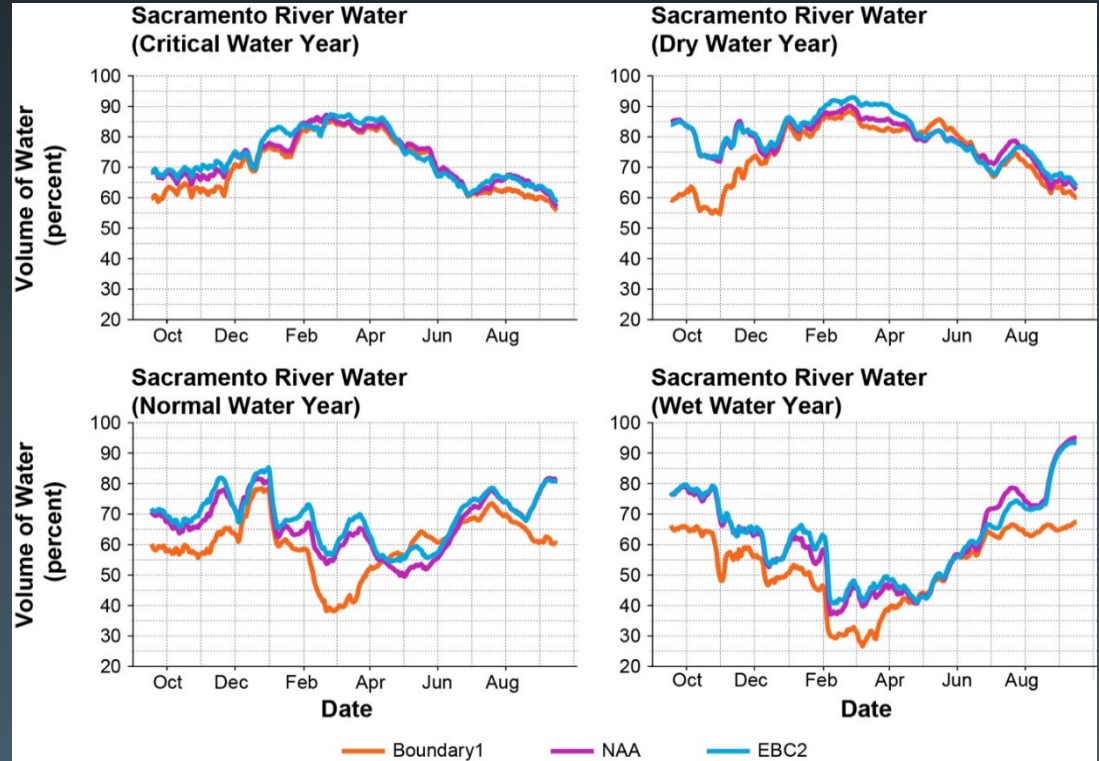 Sacramento River Water
(Critical Water Year)
Volume of Water
(percent)
100
90
80
70
60
50
40
30
20
Oct Dec Feb Apr Jun Aug
Sacramento River Water
(Dry Water Year)
100
90
80
70
60
50
40
30
20
Oct Dec Feb Apr Jun Aug
Sacramento River Water
(Normal Water Year)
Volume of Water
(percent)
100
90
80
70
60
50
40
30
20
Oct Dec Feb Apr Jun Aug
Date
Sacramento River Water
(Wet Water Year)
100
90
80
70
60
50
40
30
20
Oct Dec Feb Apr Jun Aug
Date
Boundary1 NAA EBC2